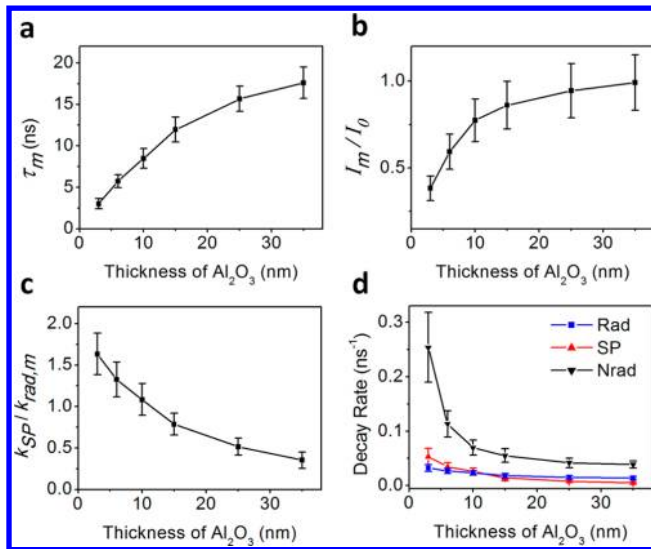 a
20
15
10
5
0
τm (ns)
0 10 20 30
Thickness of Al2O3 (nm)
b
1.0
0.5
Im / I0
0 10 20 30
Thickness of Al2O3 (nm)
c
2.0
1.5
1.0
0.5
0.0
kSP / krad,m
0 10 20 30
Thickness of Al2O3 (nm)
d
0.3
0.2
0.1
0.0
Decay Rate (ns-1)
Rad
SP
Nrad
0 10 20 30
Thickness of Al2O3 (nm)